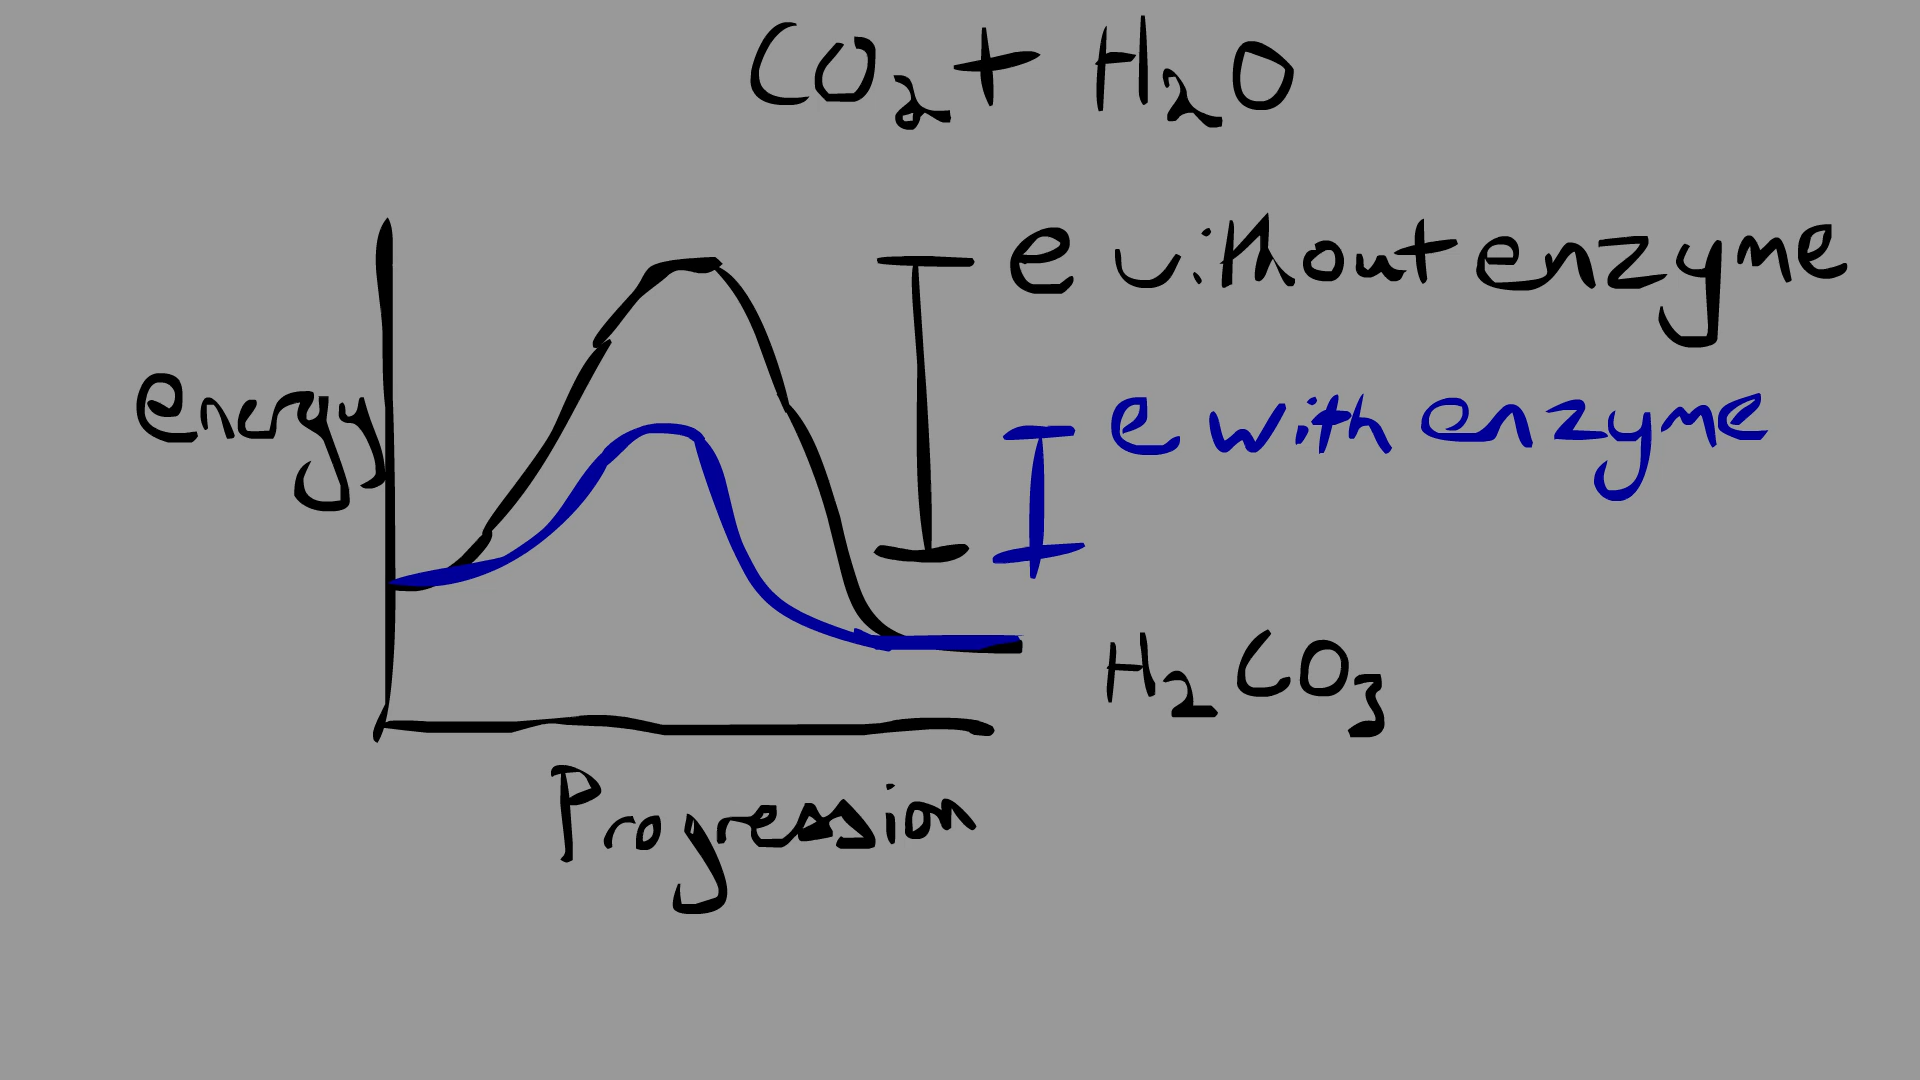 CO2 + H2O
e without enzyme
energy
e with enzyme
H2CO3
Progression